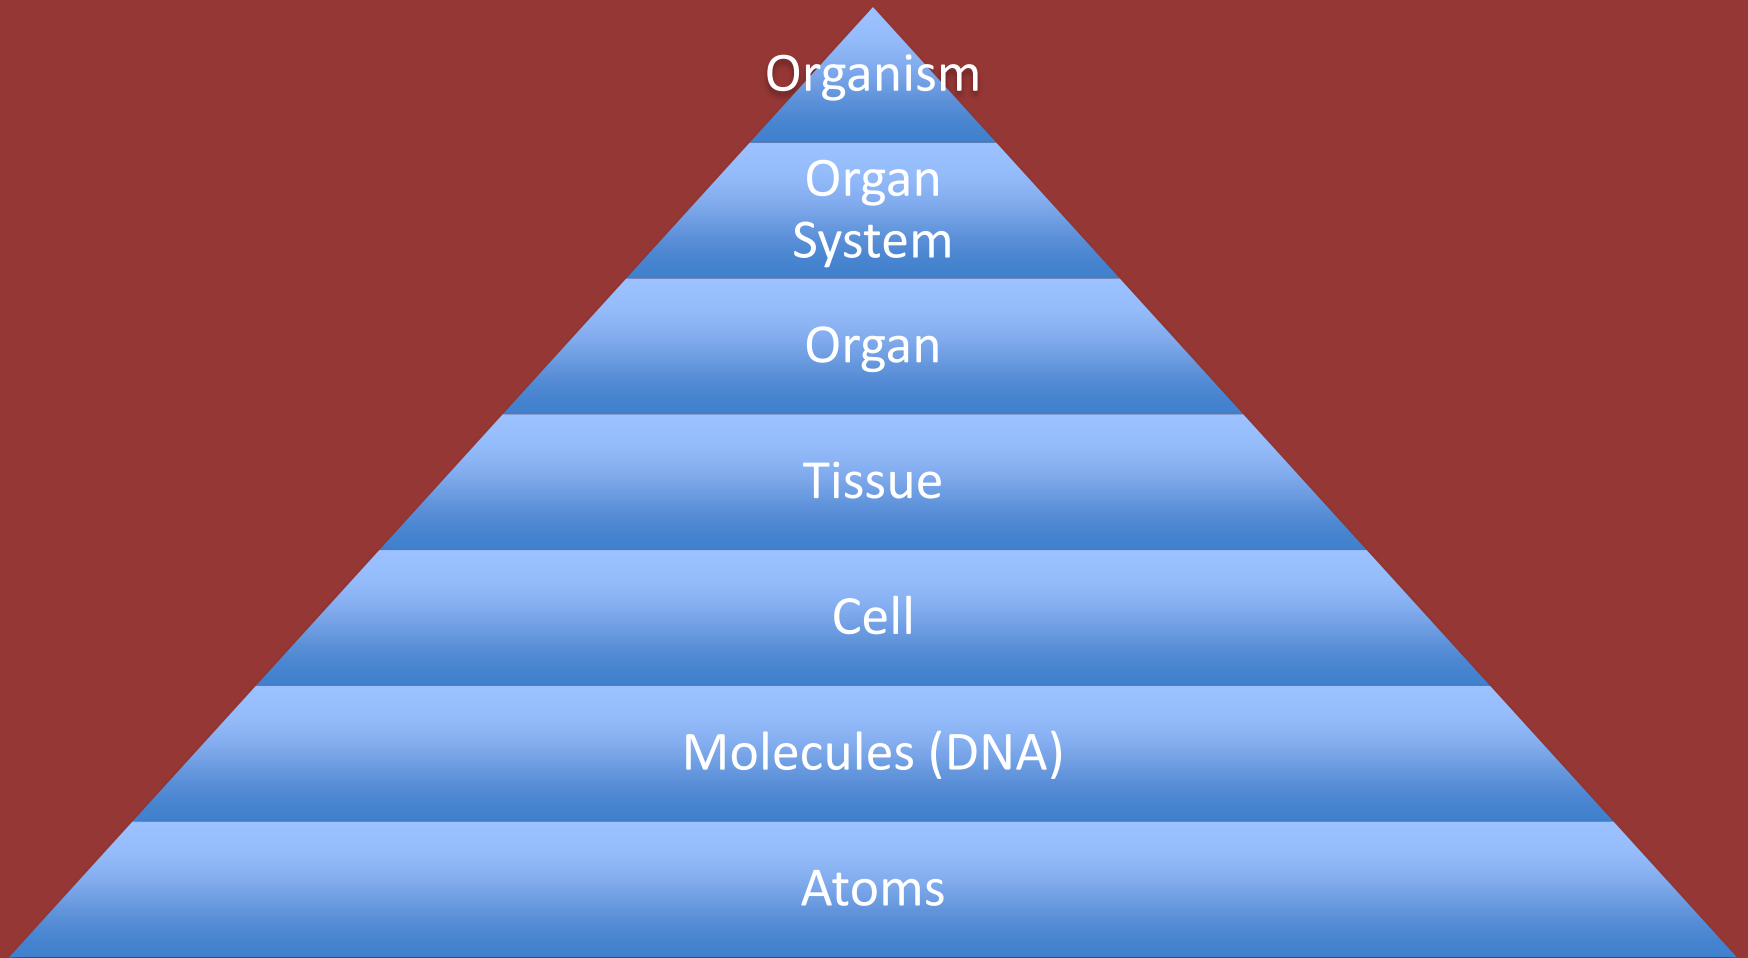 Organism
Organ
System
Organ
Tissue
Cell
Molecules (DNA)
Atoms